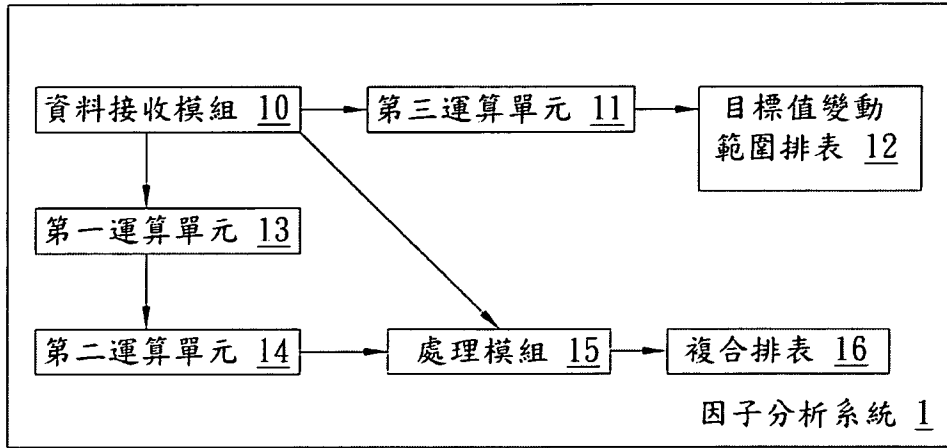 資料接收模組 10
第三運算單元 11
目標值變動
範圍排表 12
第一運算單元 13
第二運算單元 14
處理模組 15
複合排表 16
因子分析系統 1